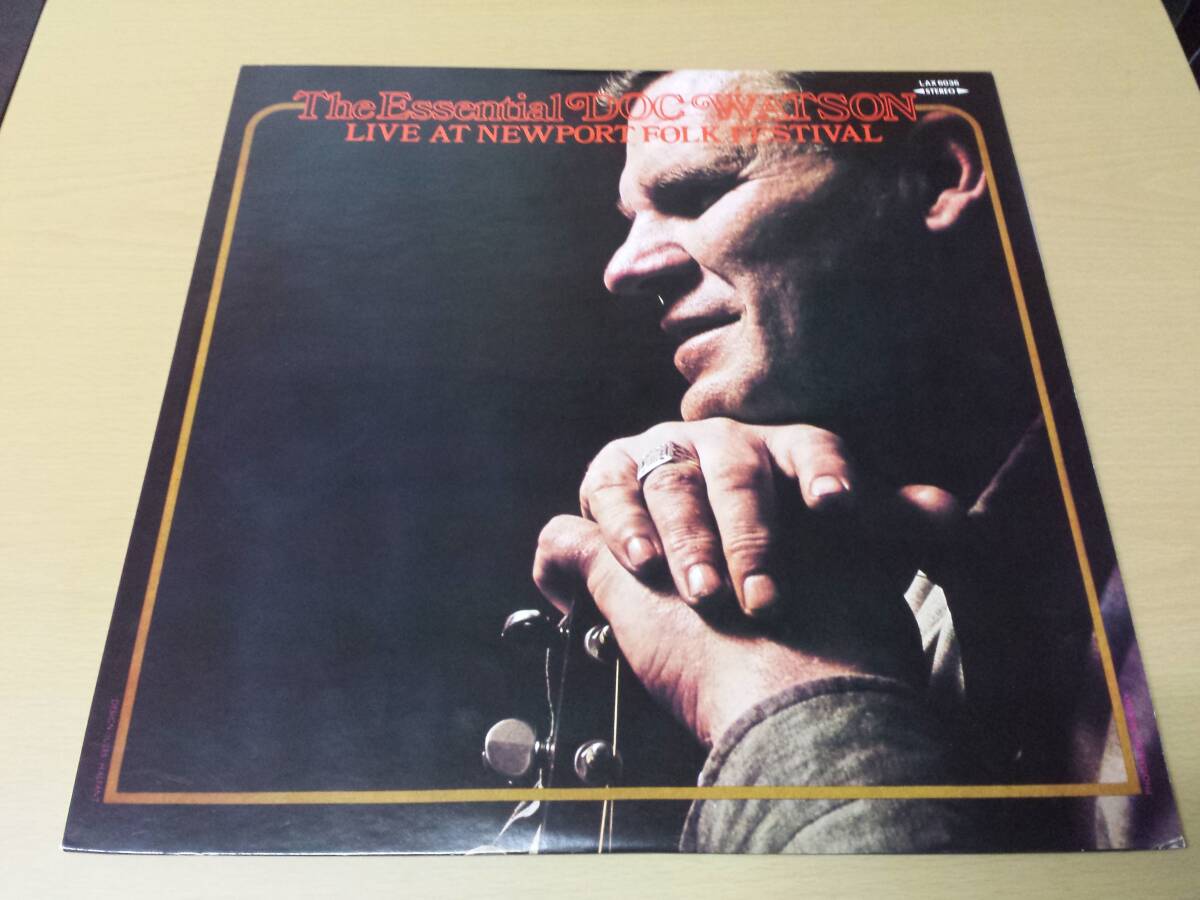 The Essential DOC WATSON
LAX 6036
STEREO
LIVE AT NEWPORT FOLK FESTIVAL